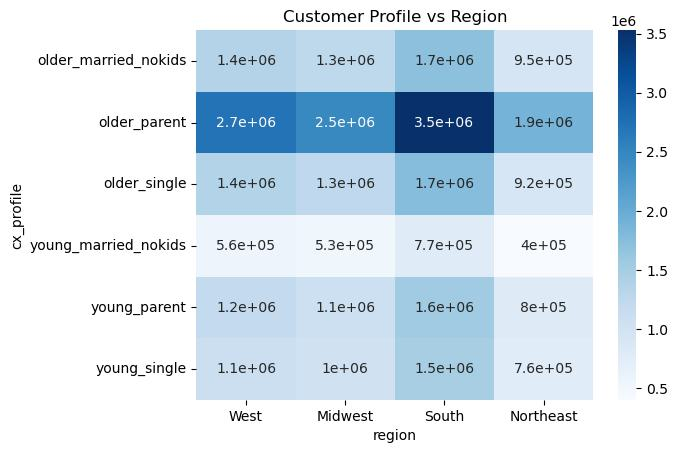 Customer Profile vs Region
1e6
older_married_nokids 1.4e+06 1.3e+06 1.7e+06 9.5e+05
older_parent 2.7e+06 2.5e+06 3.5e+06 1.9e+06
older_single 1.4e+06 1.3e+06 1.7e+06 9.2e+05
young_married_nokids 5.6e+05 5.3e+05 7.7e+05 4e+05
young_parent 1.2e+06 1.1e+06 1.6e+06 8e+05
young_single 1.1e+06 1e+06 1.5e+06 7.6e+05
West Midwest South Northeast
region
cx_profile
3.5
3.0
2.5
2.0
1.5
1.0
0.5